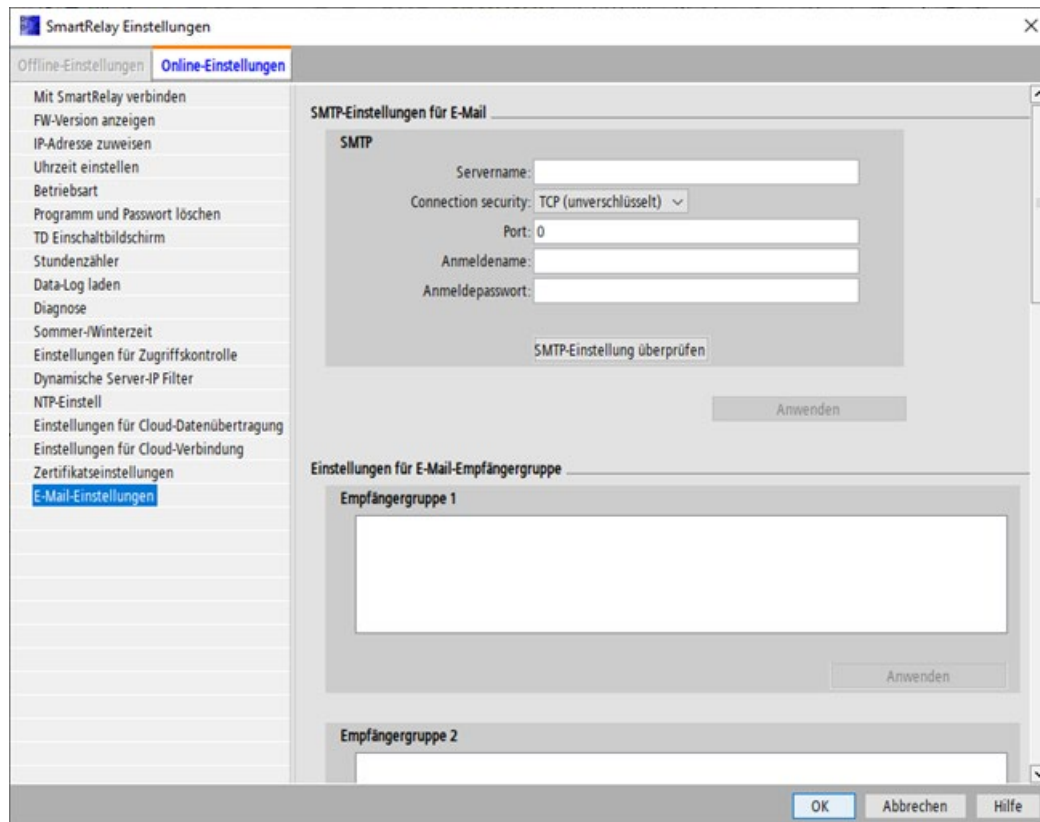 SmartRelay Einstellungen
Offline-Einstellungen
Online-Einstellungen
Mit SmartRelay verbinden
FW-Version anzeigen
IP-Adresse zuweisen
Uhrzeit einstellen
Betriebsart
Programm und Passwort löschen
TD Einschaltbildschirm
Stundenzähler
Data-Log laden
Diagnose
Sommer-/Winterzeit
Einstellungen für Zugriffskontrolle
Dynamische Server-IP Filter
NTP-Einstell
Einstellungen für Cloud-Datenübertragung
Einstellungen für Cloud-Verbindung
Zertifikatseinstellungen
E-Mail-Einstellungen
SMTP-Einstellungen für E-Mail
SMTP
Servername:
Connection security: TCP (unverschlüsselt)
Port: 0
Anmeldename:
Anmeldepasswort:
SMTP-Einstellung überprüfen
Anwenden
Einstellungen für E-Mail-Empfängergruppe
Empfängergruppe 1
Anwenden
Empfängergruppe 2
OK
Abbrechen
Hilfe